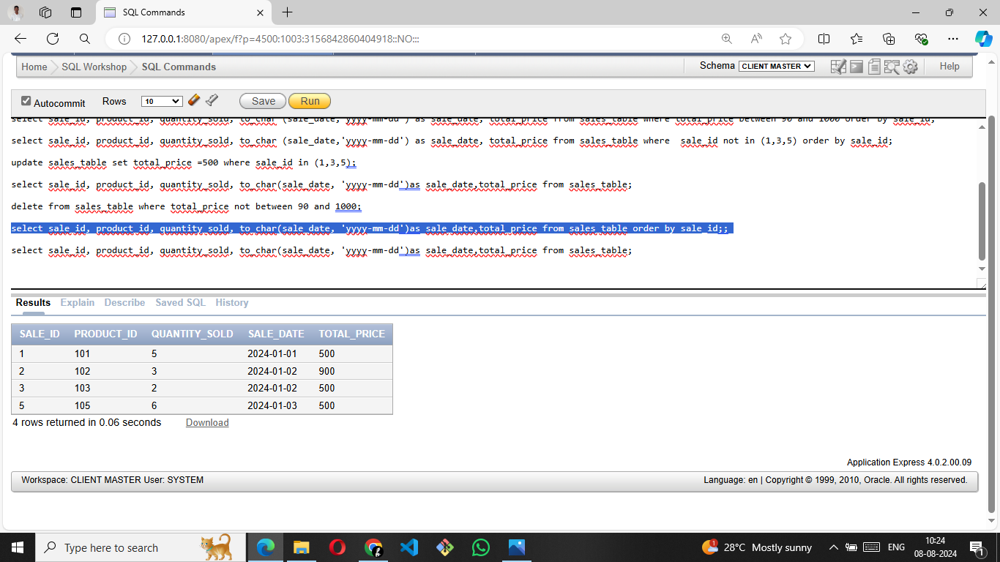 SQL Commands
127.0.0.1:8080/apex/f?p=4500:1003:3156842860404918::NO:::
Home SQL Workshop SQL Commands Schema CLIENT MASTER Help
Autocommit Rows 10 Save Run
select sale_id, product_id, quantity_sold, to_char (sale_date,'yyyy-mm-dd') as sale_date, total_price from sales_table where total_price between 90 and 1000 order by sale_id;
select sale_id, product_id, quantity_sold, to_char (sale_date,'yyyy-mm-dd') as sale_date, total_price from sales_table where  sale_id not in (1,3,5) order by sale_id;
update sales_table set total_price =500 where sale_id in (1,3,5);
select sale_id, product_id, quantity_sold, to_char(sale_date, 'yyyy-mm-dd')as sale_date,total_price from sales_table;
delete from sales_table where total_price not between 90 and 1000;
select sale_id, product_id, quantity_sold, to_char(sale_date, 'yyyy-mm-dd')as sale_date,total_price from sales_table order by sale_id;;
select sale_id, product_id, quantity_sold, to_char(sale_date, 'yyyy-mm-dd')as sale_date,total_price from sales_table;
Results Explain Describe Saved SQL History
SALE_ID PRODUCT_ID QUANTITY_SOLD SALE_DATE TOTAL_PRICE
1 101 5 2024-01-01 500
2 102 3 2024-01-02 900
3 103 2 2024-01-02 500
5 105 6 2024-01-03 500
4 rows returned in 0.06 seconds Download
Application Express 4.0.2.00.09
Workspace: CLIENT MASTER User: SYSTEM Language: en | Copyright © 1999, 2010, Oracle. All rights reserved.
Type here to search 1 28°C Mostly sunny ENG 10:24
08-08-2024 1